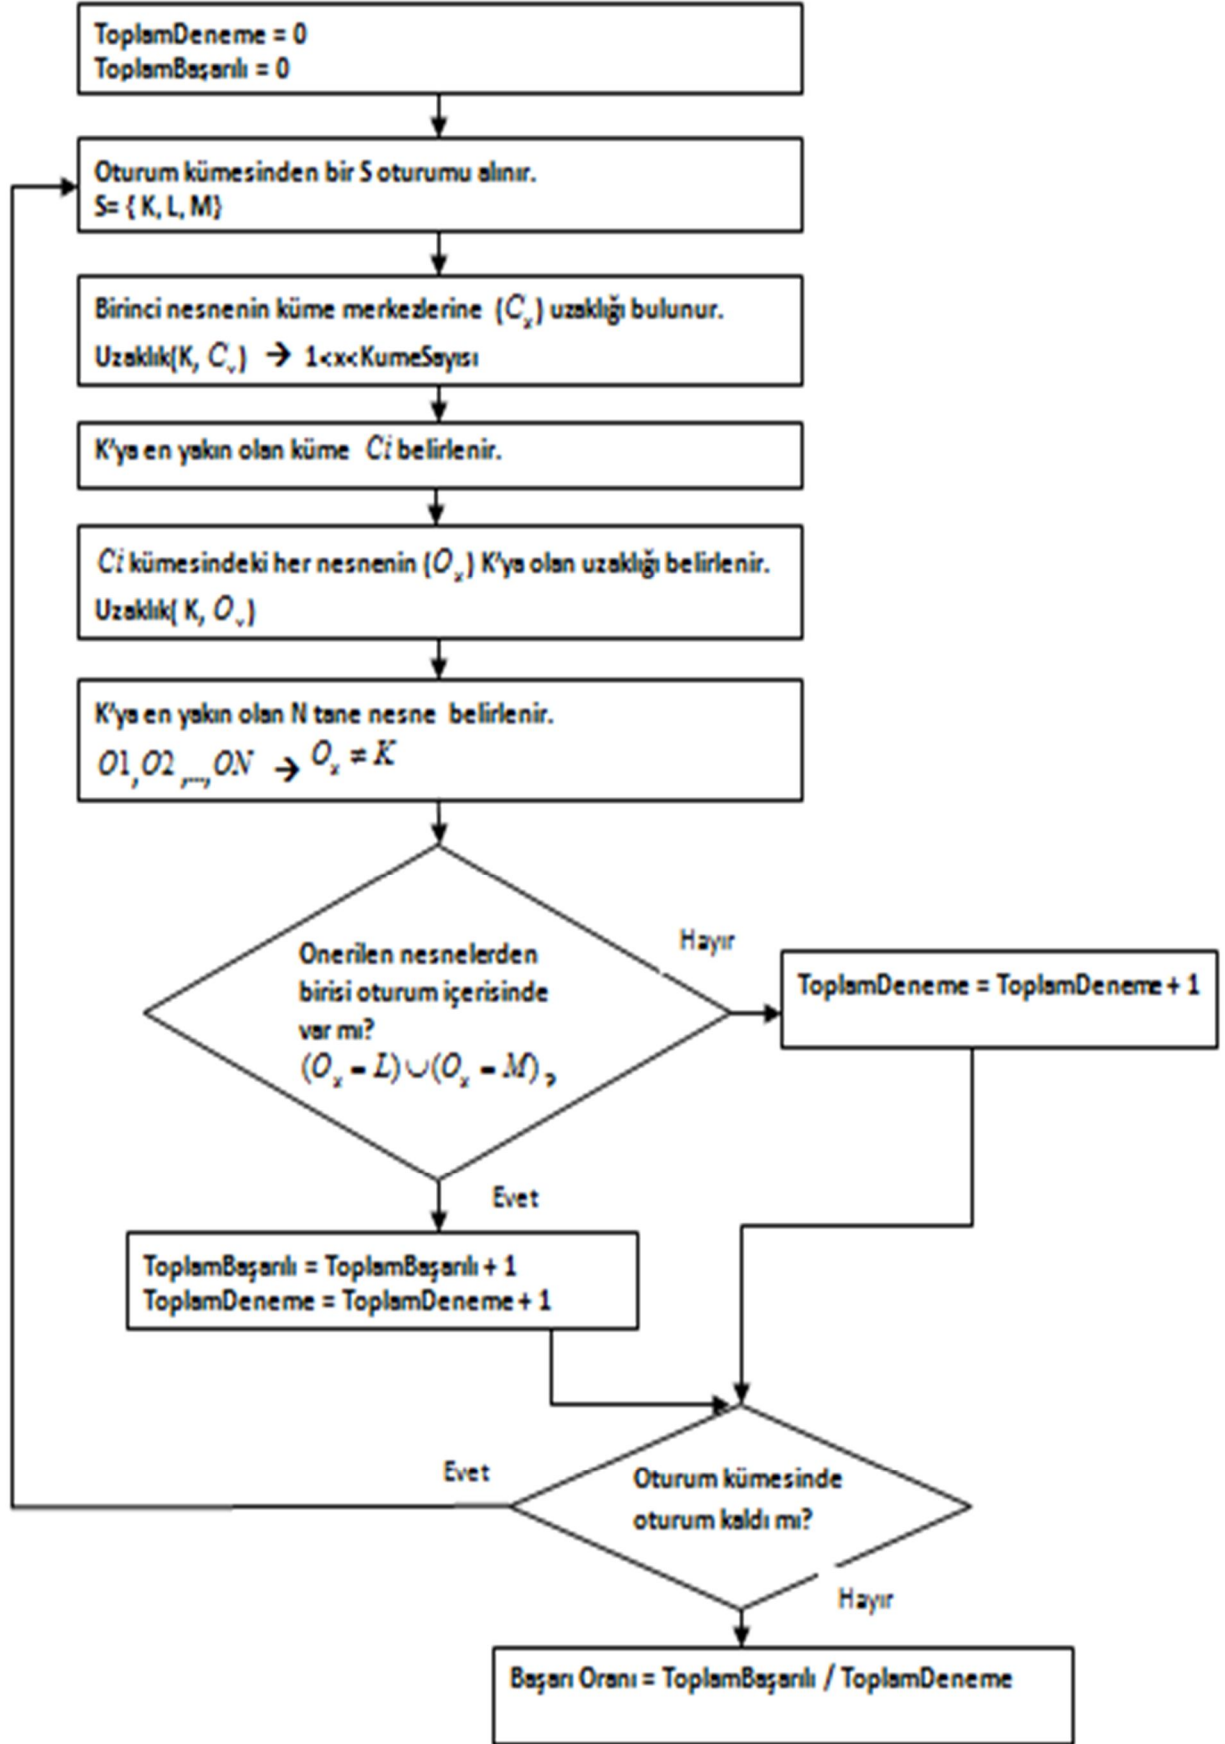 ToplamDeneme = 0
ToplamBaşarılı = 0
Oturum kümesinden bir S oturumu alınır.
S= { K, L, M}
Birinci nesnenin küme merkezlerine (Cₓ) uzaklığı bulunur.
Uzaklık(K, Cᵥ) → 1<x<KumeSayısı
K'ya en yakın olan küme Ci belirlenir.
Ci kümesindeki her nesnenin (Oₓ) K'ya olan uzaklığı belirlenir.
Uzaklık( K, Oᵥ)
K'ya en yakın olan N tane nesne belirlenir.
O1,O2,...,ON → Oₓ ≠ K
Onerilen nesnelerden
birisi oturum içerisinde
var mı?
(Oₓ = L)∪(Oₓ = M)?
Hayır
ToplamDeneme = ToplamDeneme + 1
Evet
ToplamBaşarılı = ToplamBaşarılı + 1
ToplamDeneme = ToplamDeneme + 1
Evet
Oturum kümesinde
oturum kaldı mı?
Hayır
Başarı Oranı = ToplamBaşarılı / ToplamDeneme